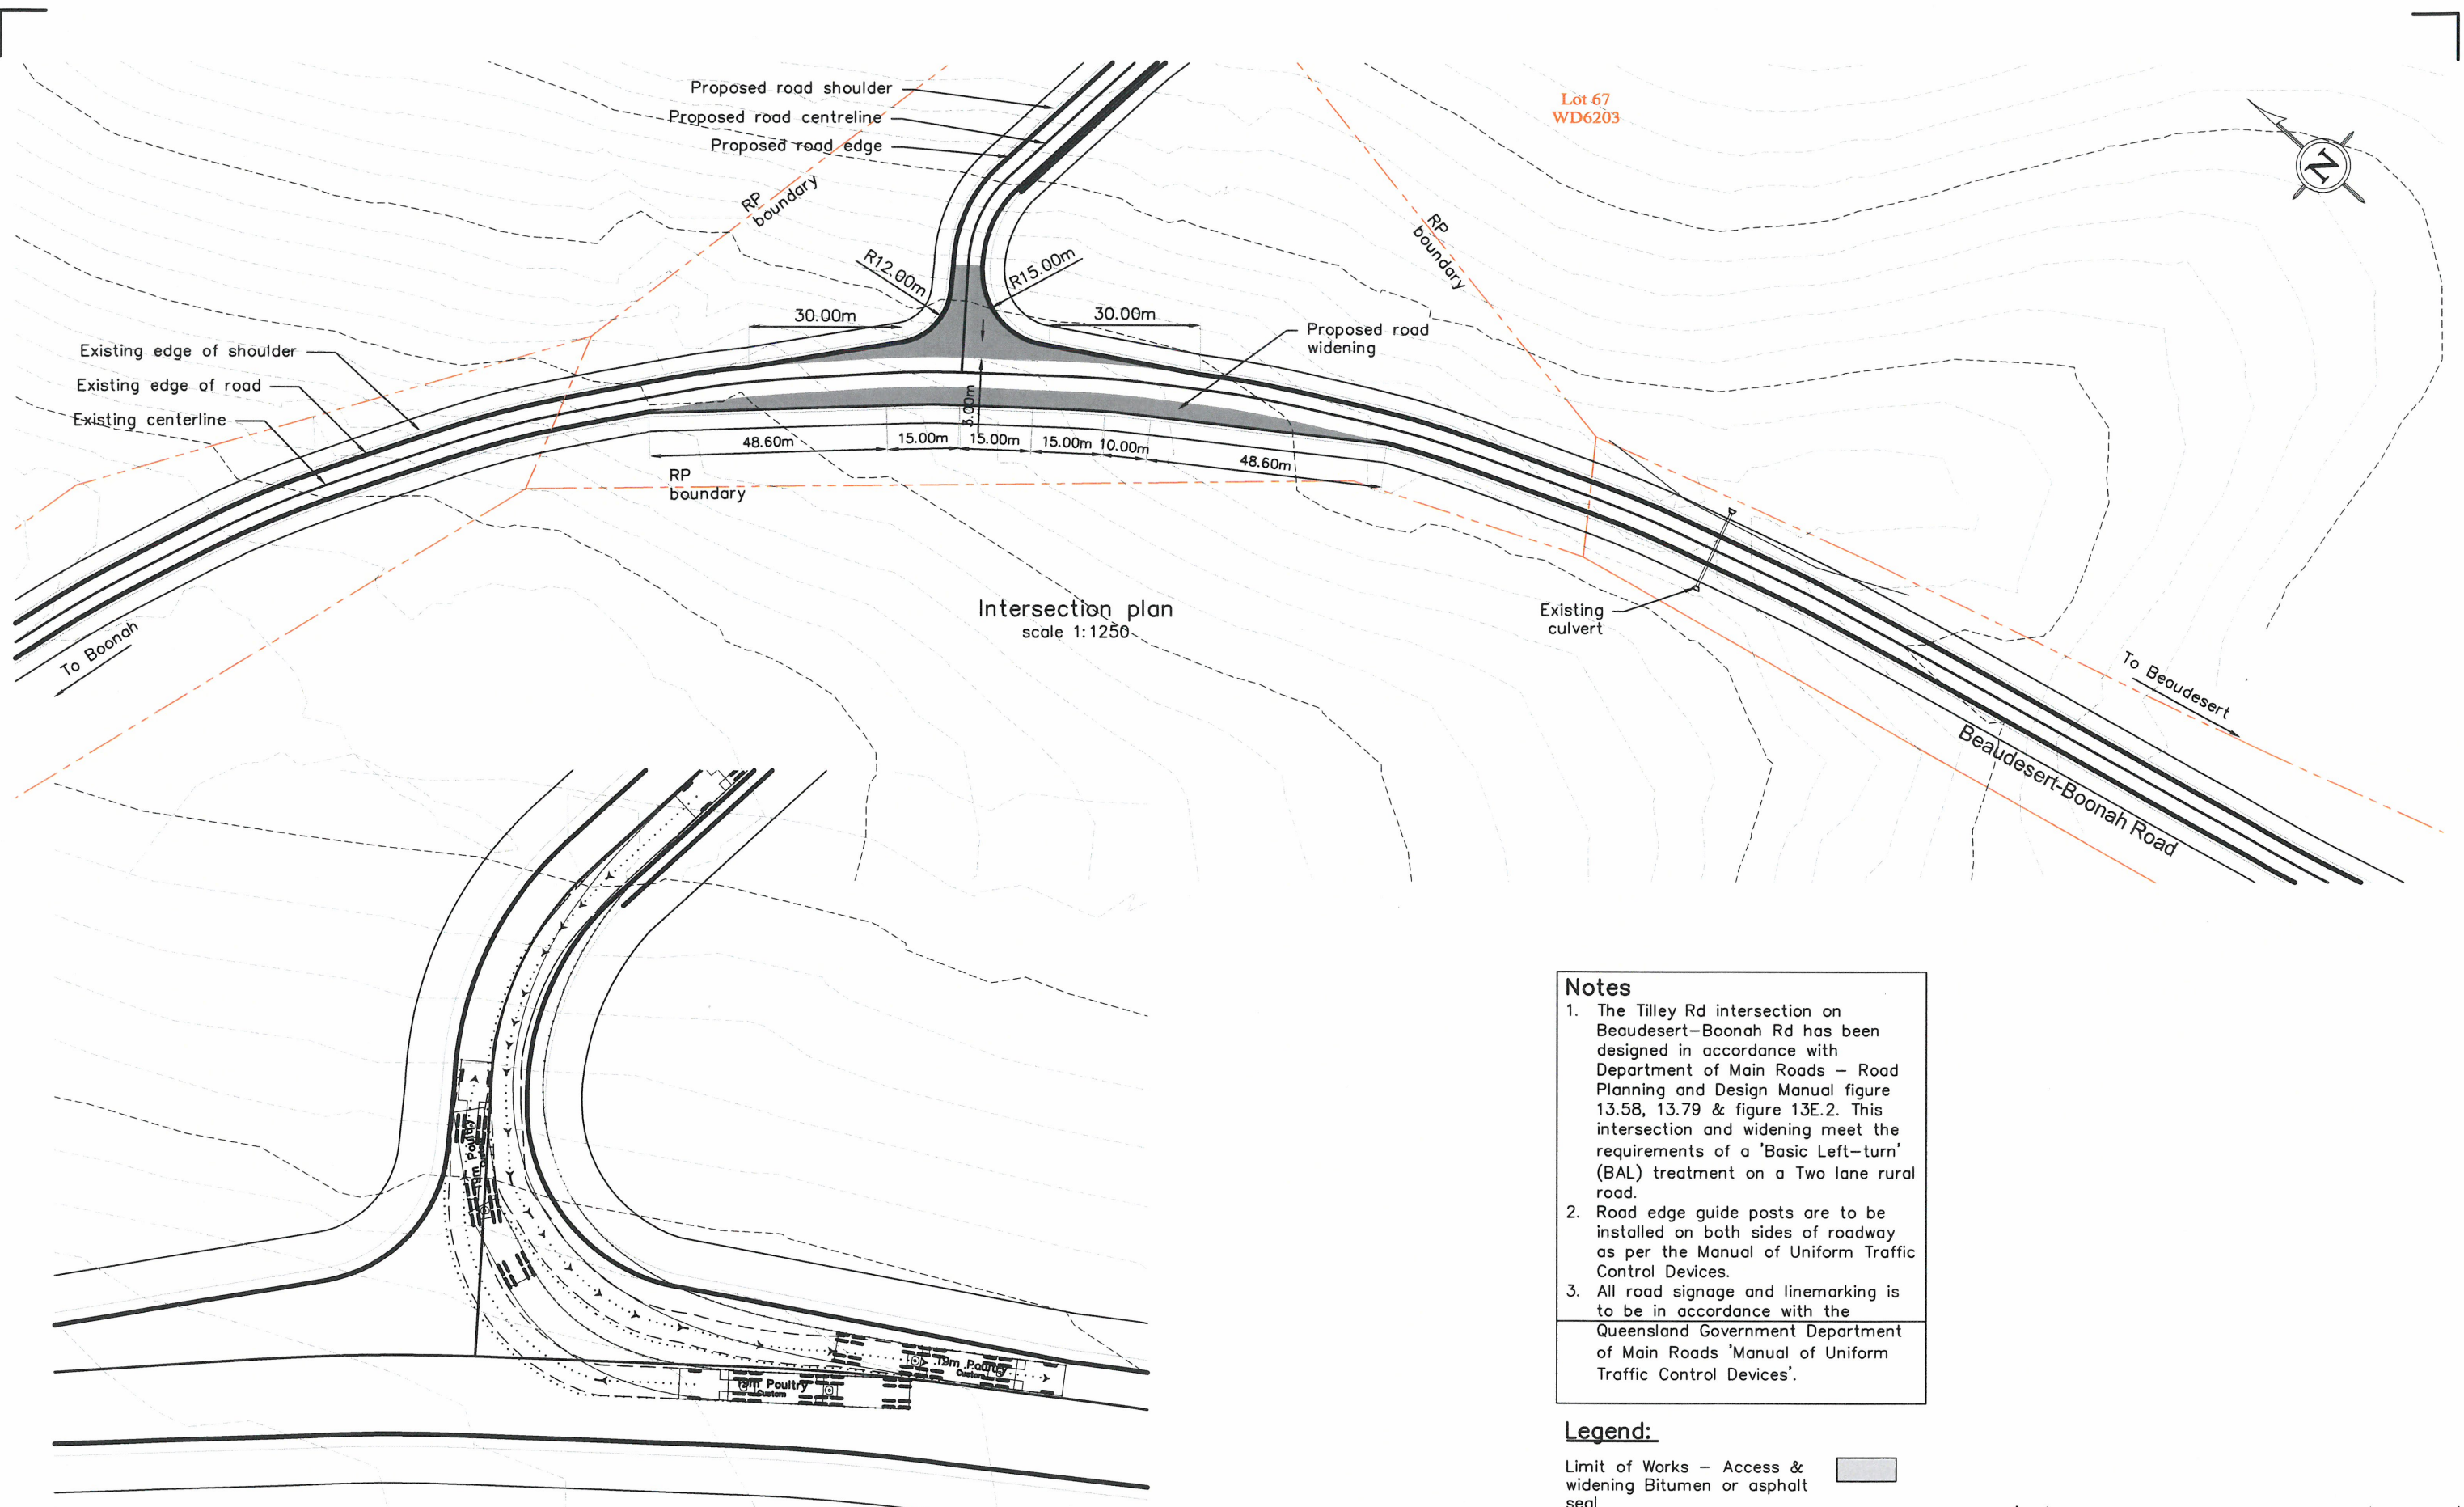 Proposed road shoulder
Proposed road centreline
Proposed road edge
Lot 67
WD6203
N
RP
boundary
RP
boundary
R12.00m
R15.00m
30.00m
30.00m
Proposed road
widening
Existing edge of shoulder
Existing edge of road
Existing centerline
3.00m
48.60m
15.00m
15.00m
15.00m
10.00m
48.60m
RP
boundary
Intersection plan
scale 1:1250
Existing
culvert
To Boonah
To Beaudesert
Beaudesert-Boonah Road
19m Poultry
19m Poultry
Custom
19m Poultry
Custom
Notes
1. The Tilley Rd intersection on
Beaudesert-Boonah Rd has been
designed in accordance with
Department of Main Roads - Road
Planning and Design Manual figure
13.58, 13.79 & figure 13E.2. This
intersection and widening meet the
requirements of a 'Basic Left-turn'
(BAL) treatment on a Two lane rural
road.
2. Road edge guide posts are to be
installed on both sides of roadway
as per the Manual of Uniform Traffic
Control Devices.
3. All road signage and linemarking is
to be in accordance with the
Queensland Government Department
of Main Roads 'Manual of Uniform
Traffic Control Devices'.
Legend:
Limit of Works - Access &
widening Bitumen or asphalt
seal